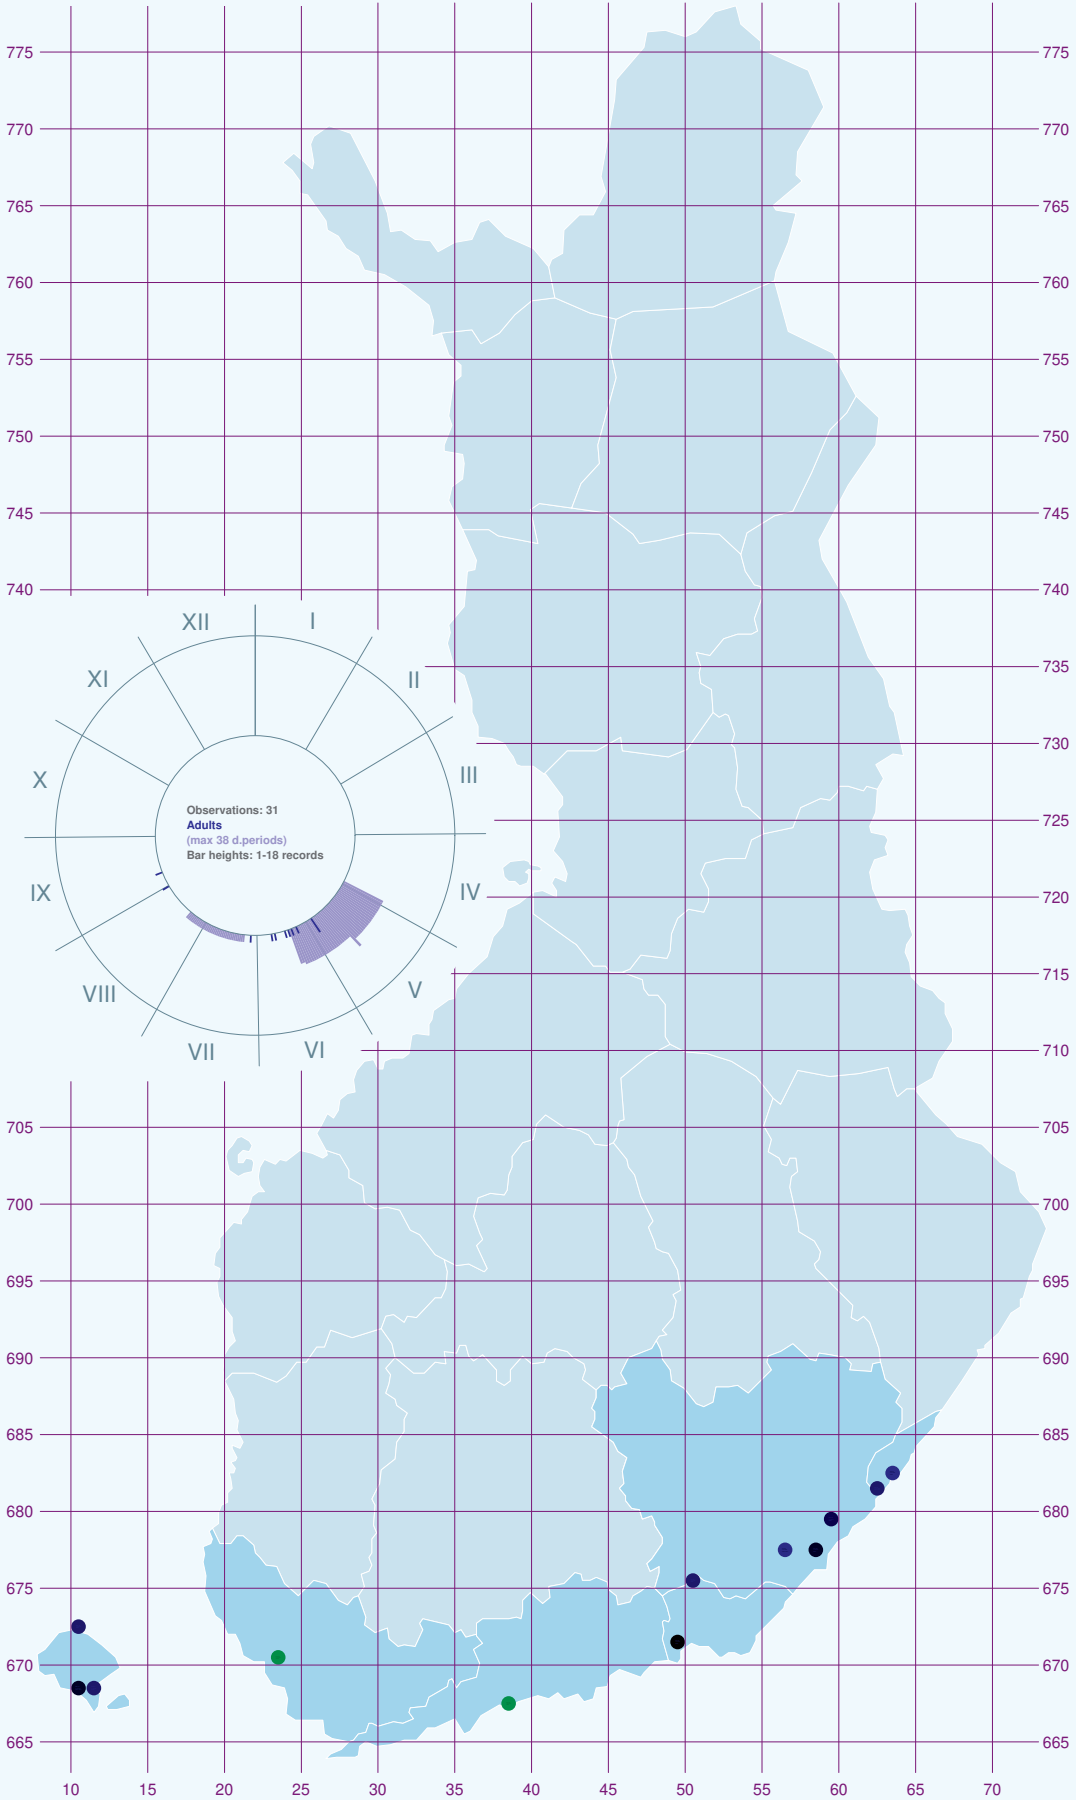 775 775
770 770
765 765
760 760
755 755
750 750
745 745
740 740
XII I
XI II
735
730
X III
Observations: 31
Adults
(max 38 d.periods)
Bar heights: 1-18 records
725
IX IV
720
VIII V
715
VII VI
710
705 705
700 700
695 695
690 690
685 685
680 680
675 675
670 670
665 665
10 15 20 25 30 35 40 45 50 55 60 65 70